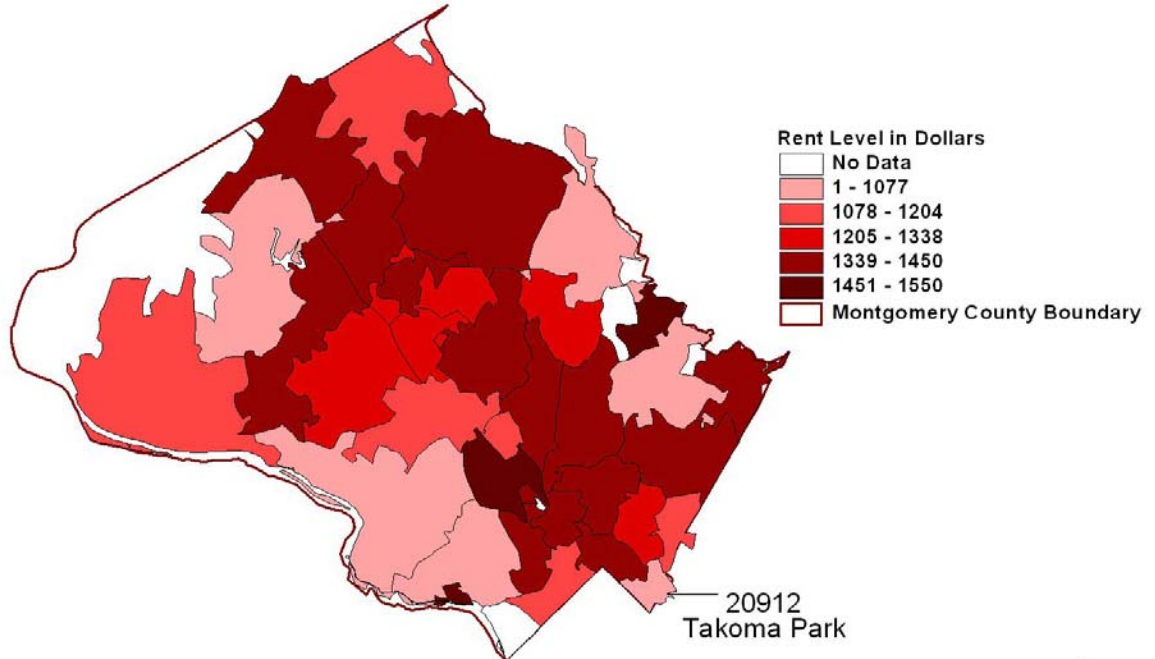 Rent Level in Dollars
No Data
1 - 1077
1078 - 1204
1205 - 1338
1339 - 1450
1451 - 1550
Montgomery County Boundary
20912
Takoma Park